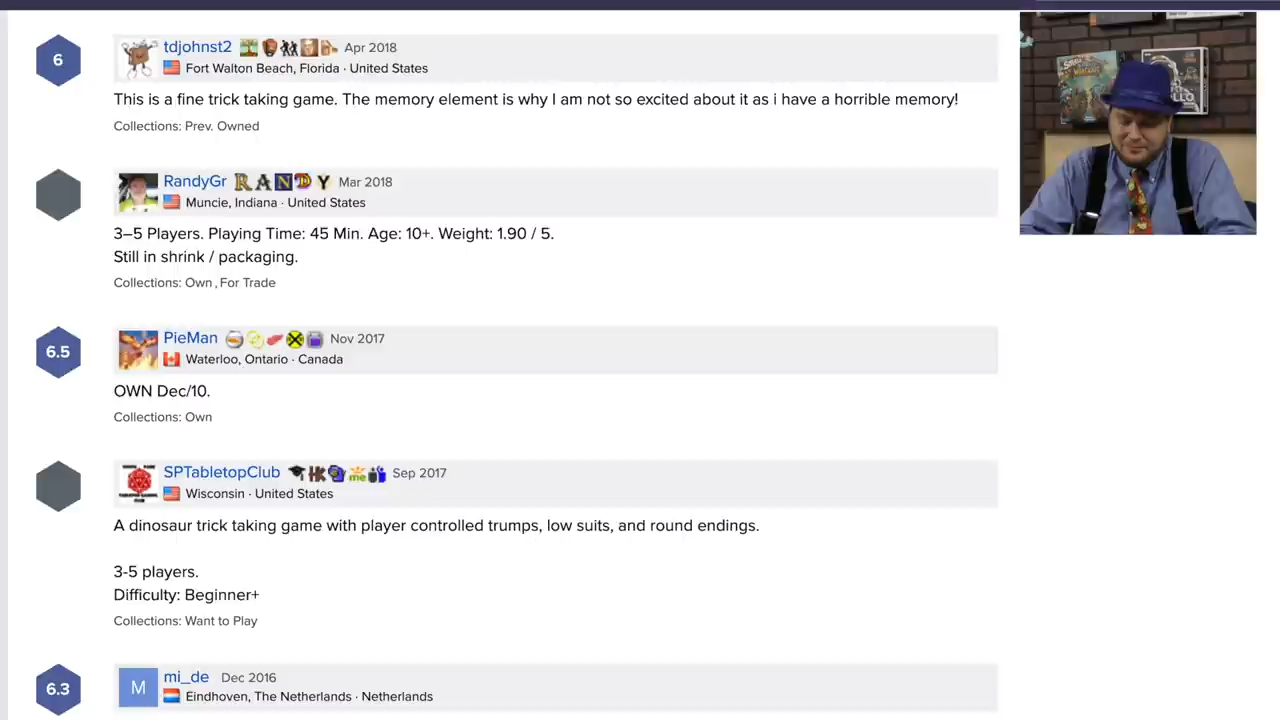 6
tdjohnst2 Apr 2018
Fort Walton Beach, Florida · United States
This is a fine trick taking game. The memory element is why I am not so excited about it as i have a horrible memory!
Collections: Prev. Owned
RandyGr R A N D Y Mar 2018
Muncie, Indiana · United States
3–5 Players. Playing Time: 45 Min. Age: 10+. Weight: 1.90 / 5.
Still in shrink / packaging.
Collections: Own , For Trade
6.5
PieMan Nov 2017
Waterloo, Ontario · Canada
OWN Dec/10.
Collections: Own
SPTabletopClub HK me Sep 2017
Wisconsin · United States
A dinosaur trick taking game with player controlled trumps, low suits, and round endings.
3-5 players.
Difficulty: Beginner+
Collections: Want to Play
6.3
M
mi_de Dec 2016
Eindhoven, The Netherlands · Netherlands